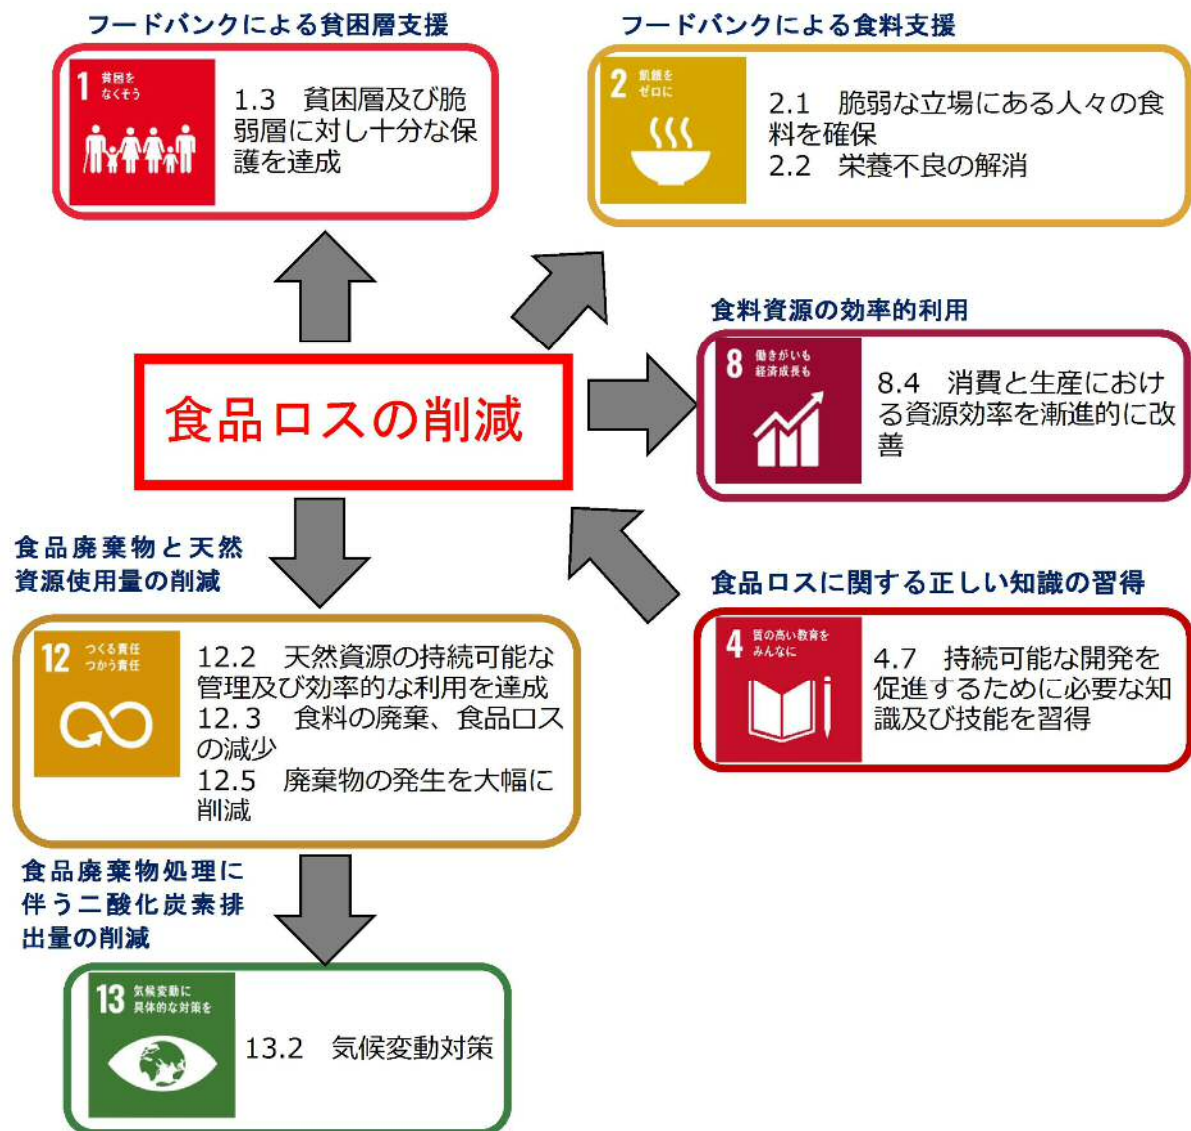 フードバンクによる貧困層支援
1 貧困を
なくそう
1.3 貧困層及び脆
弱層に対し十分な保
護を達成
フードバンクによる食料支援
2 飢餓を
ゼロに
2.1 脆弱な立場にある人々の食
料を確保
2.2 栄養不良の解消
食料資源の効率的利用
8 働きがいも
経済成長も
8.4 消費と生産におけ
る資源効率を漸進的に改
善
食品ロスの削減
食品廃棄物と天然
資源使用量の削減
12 つくる責任
つかう責任
12.2 天然資源の持続可能な
管理及び効率的な利用を達成
12.3 食料の廃棄、食品ロス
の減少
12.5 廃棄物の発生を大幅に
削減
食品ロスに関する正しい知識の習得
4 質の高い教育を
みんなに
4.7 持続可能な開発を
促進するために必要な知
識及び技能を習得
食品廃棄物処理に
伴う二酸化炭素排
出量の削減
13 気候変動に
具体的な対策を
13.2 気候変動対策